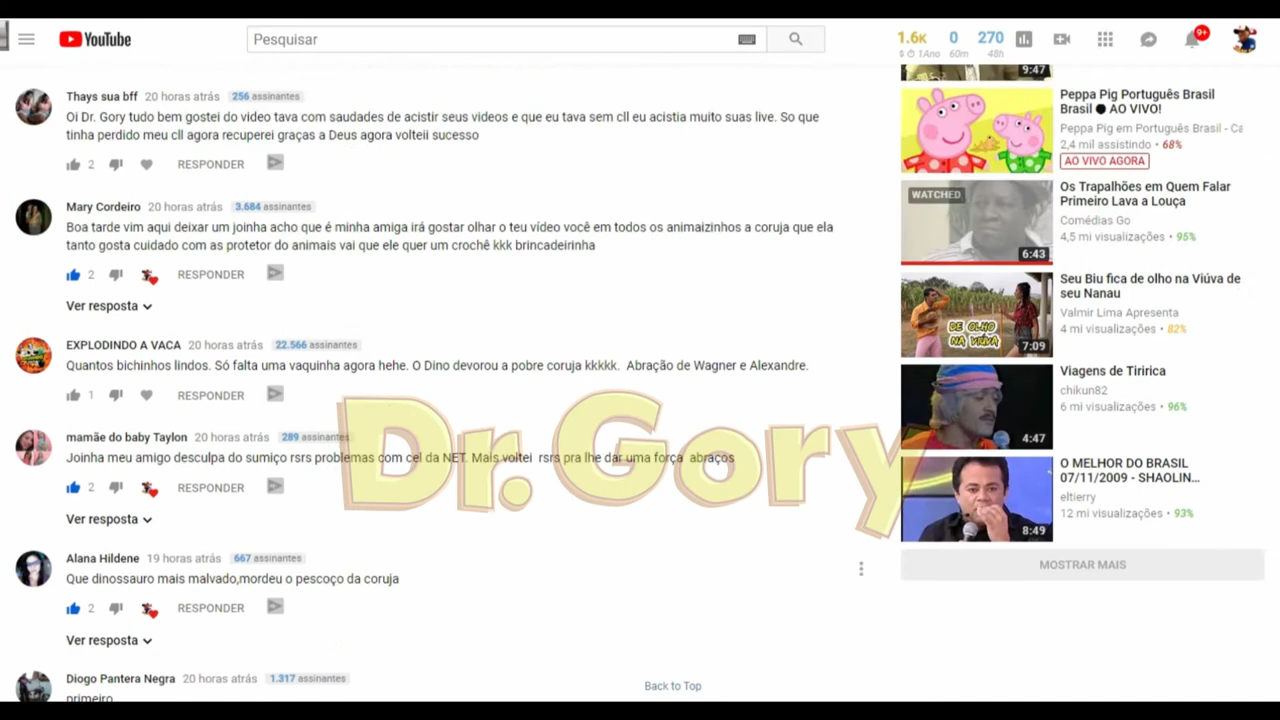 YouTube
Pesquisar
1.6K 0 270
$ 1Ano 60m 48h
9+
Thays sua bff 20 horas atrás 256 assinantes
Oi Dr. Gory tudo bem gostei do video tava com saudades de acistir seus videos e que eu tava sem cll eu acistia muito suas live. So que
tinha perdido meu cll agora recuperei graças a Deus agora volteii sucesso
2 RESPONDER
Mary Cordeiro 20 horas atrás 3.684 assinantes
Boa tarde vim aqui deixar um joinha acho que é minha amiga irá gostar olhar o teu vídeo você em todos os animaizinhos a coruja que ela
tanto gosta cuidado com as protetor do animais vai que ele quer um crochê kkk brincadeirinha
2 RESPONDER
Ver resposta
EXPLODINDO A VACA 20 horas atrás 22.566 assinantes
Quantos bichinhos lindos. Só falta uma vaquinha agora hehe. O Dino devorou a pobre coruja kkkkk. Abração de Wagner e Alexandre.
1 RESPONDER
mamãe do baby Taylon 20 horas atrás 289 assinantes
Joinha meu amigo desculpa do sumiço rsrs problemas com cel da NET. Mais voltei rsrs pra lhe dar uma força abraços
2 RESPONDER
Ver resposta
Alana Hildene 19 horas atrás 667 assinantes
Que dinossauro mais malvado,mordeu o pescoço da coruja
2 RESPONDER
Ver resposta
Diogo Pantera Negra 20 horas atrás 1.317 assinantes
primeiro
Back to Top
Dr.Gory
9:47
Peppa Pig Português Brasil
Brasil ● AO VIVO!
Peppa Pig em Português Brasil - Ca
2,4 mil assistindo • 68%
AO VIVO AGORA
WATCHED
6:43
Os Trapalhões em Quem Falar
Primeiro Lava a Louça
Comédias Go
4,5 mi visualizações • 95%
DE OLHO
NA VIÚVA
7:09
Seu Biu fica de olho na Viúva de
seu Nanau
Valmir Lima Apresenta
4 mi visualizações • 82%
4:47
Viagens de Tiririca
chikun82
6 mi visualizações • 96%
8:49
O MELHOR DO BRASIL
07/11/2009 - SHAOLIN...
eltierry
12 mi visualizações • 93%
MOSTRAR MAIS